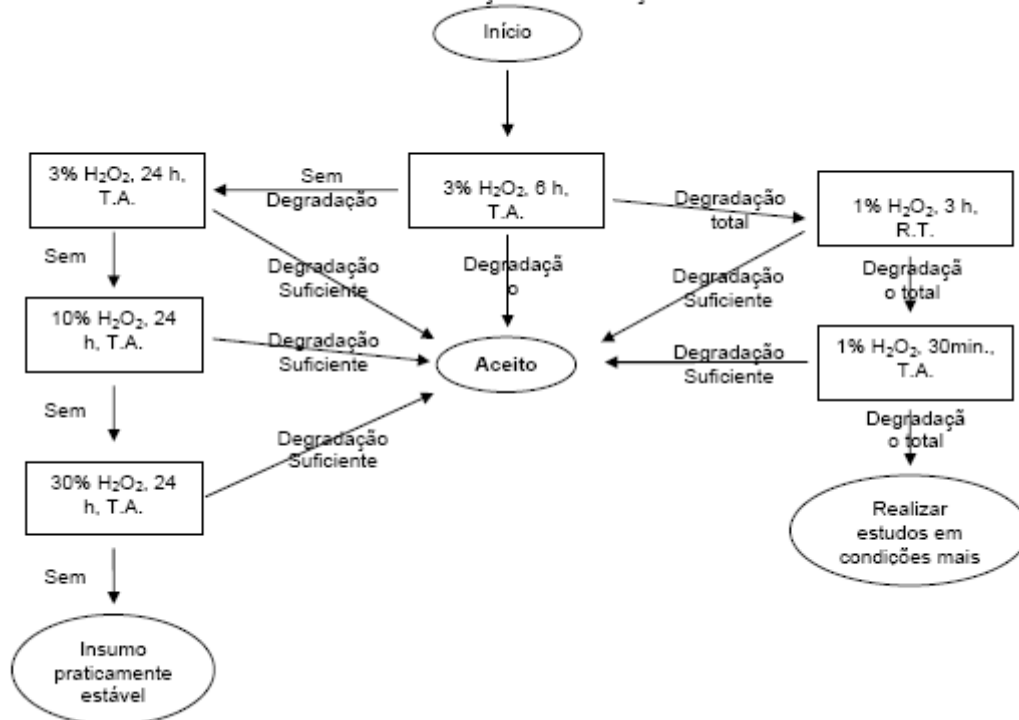 Início
3% H₂O₂, 24 h,
T.A.
Sem
Degradação
3% H₂O₂, 6 h,
T.A.
Degradação
total
1% H₂O₂, 3 h,
R.T.
Sem
Degradação
Suficiente
Degradaçã
o
Degradação
Suficiente
Degradaçã
o total
10% H₂O₂, 24
h, T.A.
Degradação
Suficiente
Aceito
Degradação
Suficiente
1% H₂O₂, 30min.,
T.A.
Sem
Degradação
Suficiente
Degradaçã
o total
30% H₂O₂, 24
h, T.A.
Realizar
estudos em
condições mais
Sem
Insumo
praticamente
estável